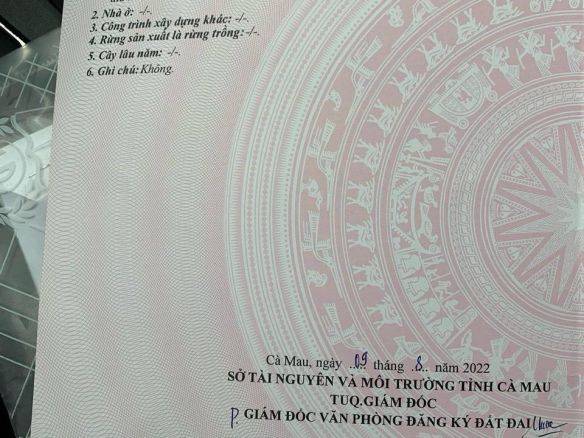 2. Nhà ở: -/-.
3. Công trình xây dựng khác: -/-.
4. Rừng sản xuất là rừng trồng: -/-.
5. Cây lâu năm: -/-.
6. Ghi chú: Không.
Cà Mau, ngày ..09 tháng .8.. năm 2022
SỞ TÀI NGUYÊN VÀ MÔI TRƯỜNG TỈNH CÀ MAU
TUQ.GIÁM ĐỐC
P. GIÁM ĐỐC VĂN PHÒNG ĐĂNG KÝ ĐẤT ĐAI